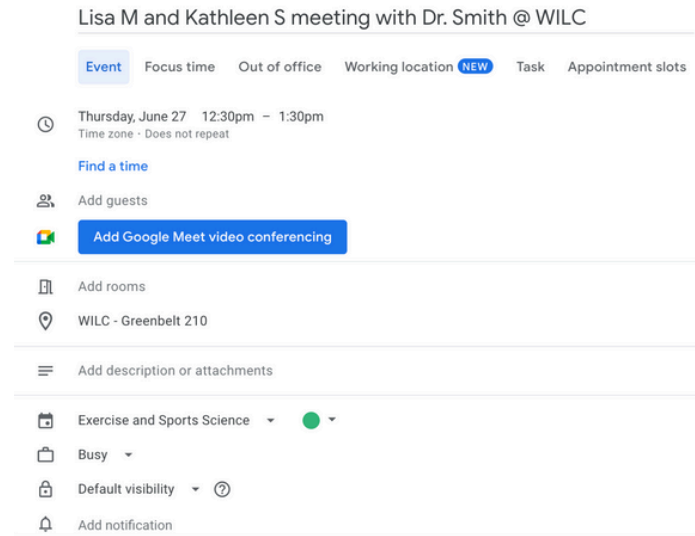 Lisa M and Kathleen S meeting with Dr. Smith @ WILC
Event Focus time Out of office Working location NEW Task Appointment slots
Thursday, June 27 12:30pm – 1:30pm
Time zone · Does not repeat
Find a time
Add guests
Add Google Meet video conferencing
Add rooms
WILC - Greenbelt 210
Add description or attachments
Exercise and Sports Science
Busy
Default visibility
Add notification